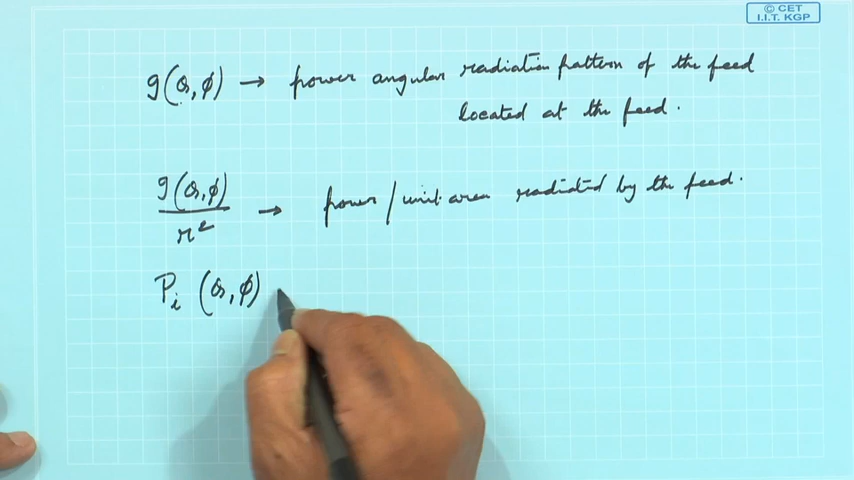 © CET
I.I.T. KGP
g(θ,φ) → power angular radiation pattern of the feed
located at the feed.
g(θ,φ)/r² → power/unit area radiated by the feed.
Pᵢ (θ,φ)